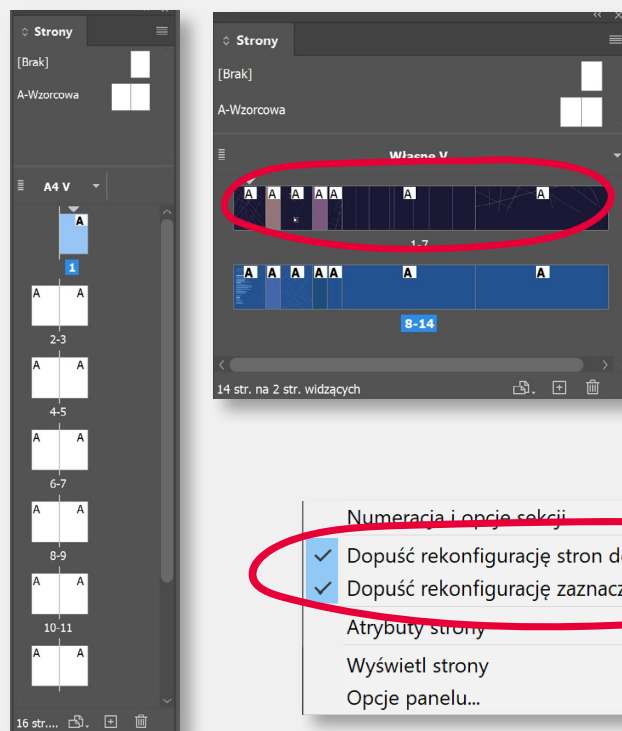 Strony
[Brak]
A-Wzorcowa
A4 V
A
1
A A
2-3
A A
4-5
A A
6-7
A A
8-9
A A
10-11
A A
16 str....
Strony
[Brak]
A-Wzorcowa
Własne V
A A A A A A A
1-7
A A A A A A A
8-14
14 str. na 2 str. widzących
Numeracja i opcje sekcji
Dopuść rekonfigurację stron
Dopuść rekonfigurację
Atrybuty strony
Wyświetl strony
Opcje panelu...